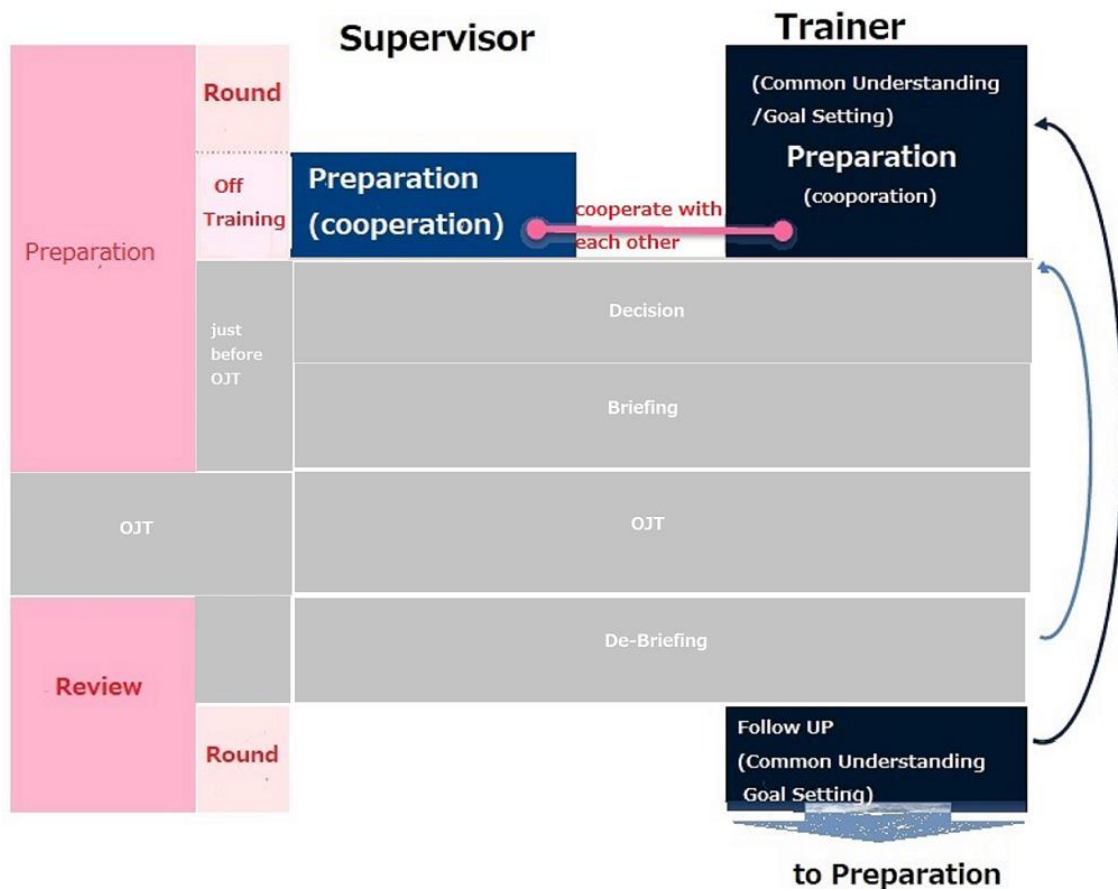 Supervisor
Trainer
Round
(Common Understanding
/Goal Setting)
Preparation
(cooporation)
Preparation
Off
Training
Preparation
(cooperation)
cooperate with
each other
just
before
OJT
Decision
Briefing
OJT
OJT
Review
De-Briefing
Round
Follow UP
(Common Understanding
Goal Setting)
to Preparation